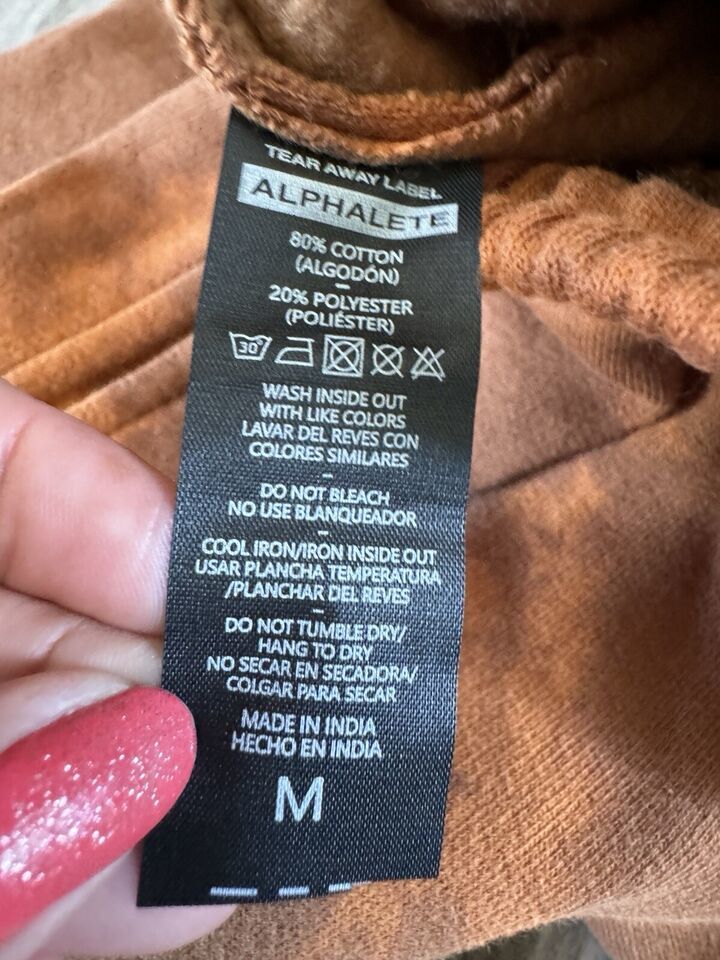 TEAR AWAY LABEL
ALPHALETE
80% COTTON
(ALGODÓN)
–
20% POLYESTER
(POLIÉSTER)
30°
WASH INSIDE OUT
WITH LIKE COLORS
LAVAR DEL REVES CON
COLORES SIMILARES
–
DO NOT BLEACH
NO USE BLANQUEADOR
–
COOL IRON/IRON INSIDE OUT
USAR PLANCHA TEMPERATURA
/PLANCHAR DEL REVES
–
DO NOT TUMBLE DRY/
HANG TO DRY
NO SECAR EN SECADORA/
COLGAR PARA SECAR
MADE IN INDIA
HECHO EN INDIA
M